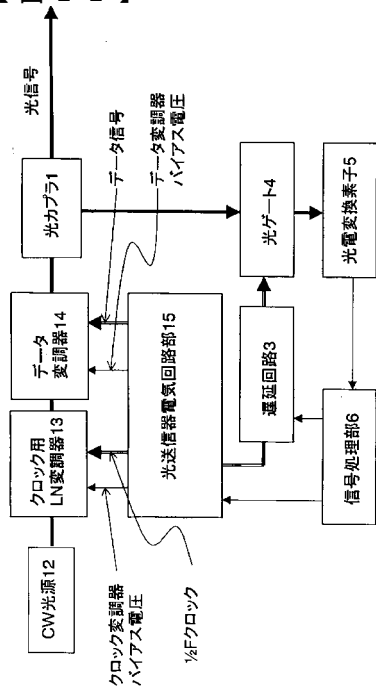 光信号
光カプラ1
データ信号
データ変調器
バイアス電圧
光ゲート4
光電変換素子5
データ
変調器14
光送信器電気回路部15
遅延回路3
信号処理部6
クロック用
LN変調器13
CW光源12
クロック変調器
バイアス電圧
½Fクロック